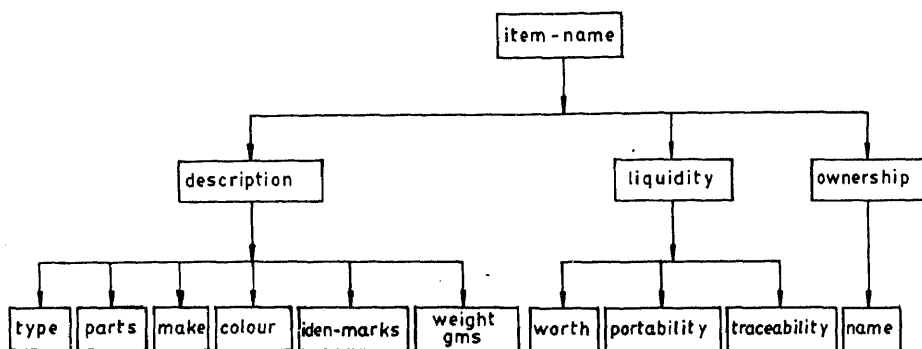 item-name
description
liquidity
ownership
type
parts
make
colour
iden-marks
weight
gms
worth
portability
traceability
name